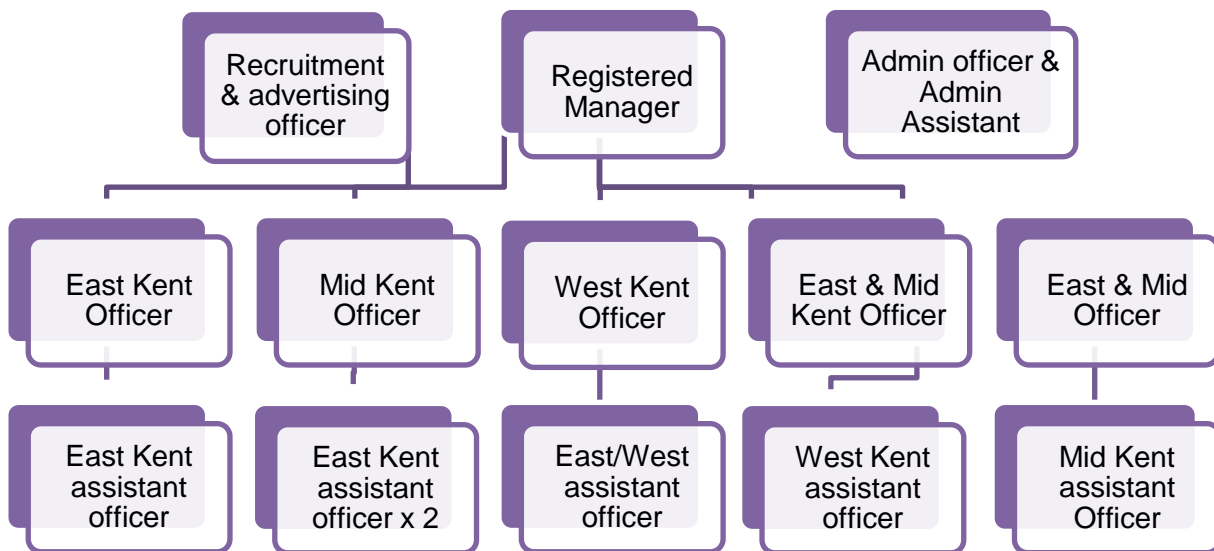 Recruitment
& advertising
officer
Registered
Manager
Admin officer &
Admin
Assistant
East Kent
Officer
Mid Kent
Officer
West Kent
Officer
East & Mid
Kent Officer
East & Mid
Officer
East Kent
assistant
officer
East Kent
assistant
officer x 2
East/West
assistant
officer
West Kent
assistant
officer
Mid Kent
assistant
Officer